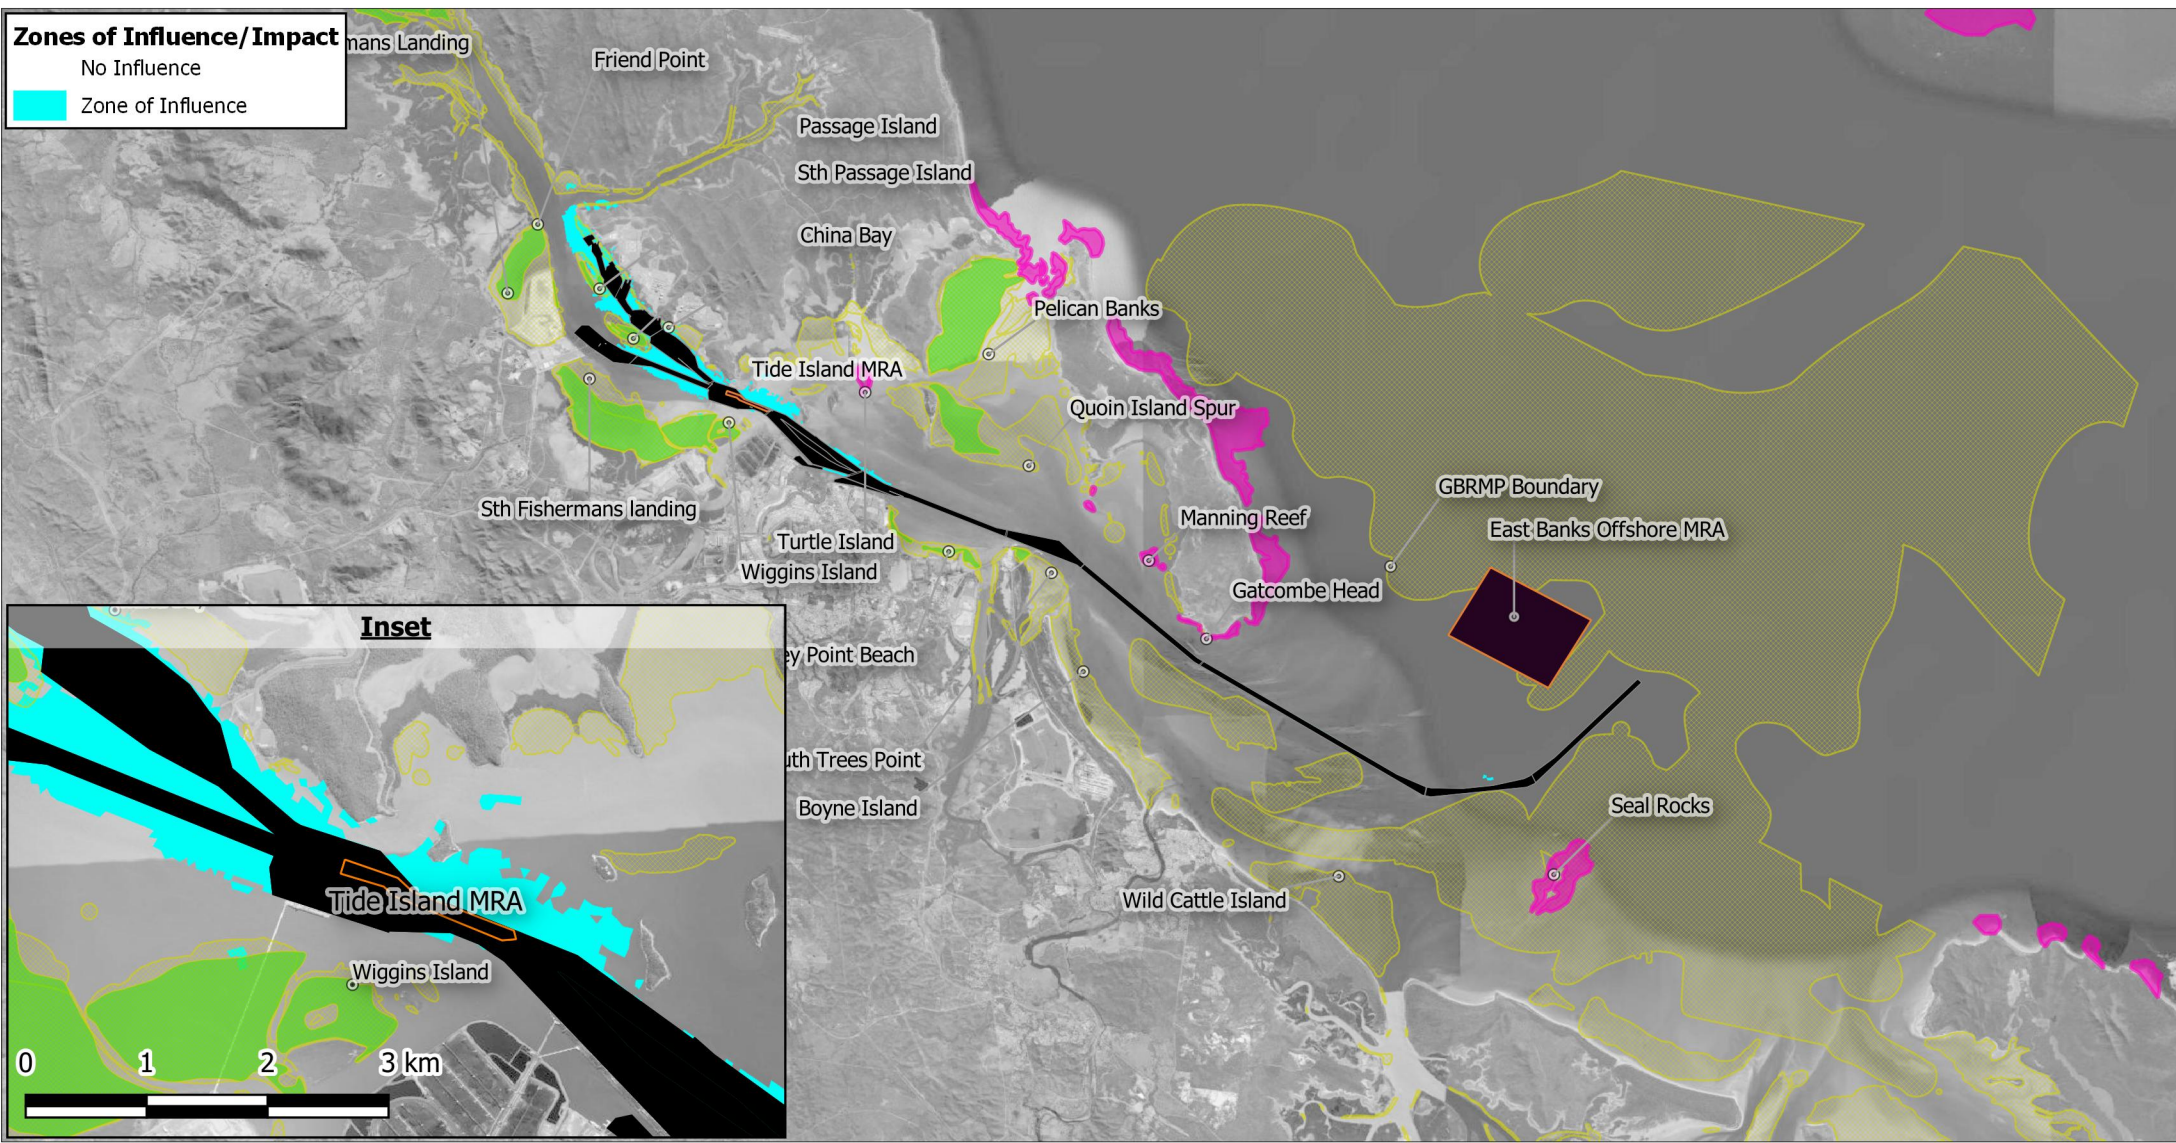 Zones of Influence/Impact
No Influence
Zone of Influence
mans Landing
Friend Point
Passage Island
Sth Passage Island
China Bay
Pelican Banks
Tide Island MRA
Quoin Island Spur
GBRMP Boundary
East Banks Offshore MRA
Sth Fishermans landing
Manning Reef
Turtle Island
Wiggins Island
Gatcombe Head
Inset
ey Point Beach
uth Trees Point
Boyne Island
Seal Rocks
Wild Cattle Island
Tide Island MRA
Wiggins Island
0 1 2 3 km